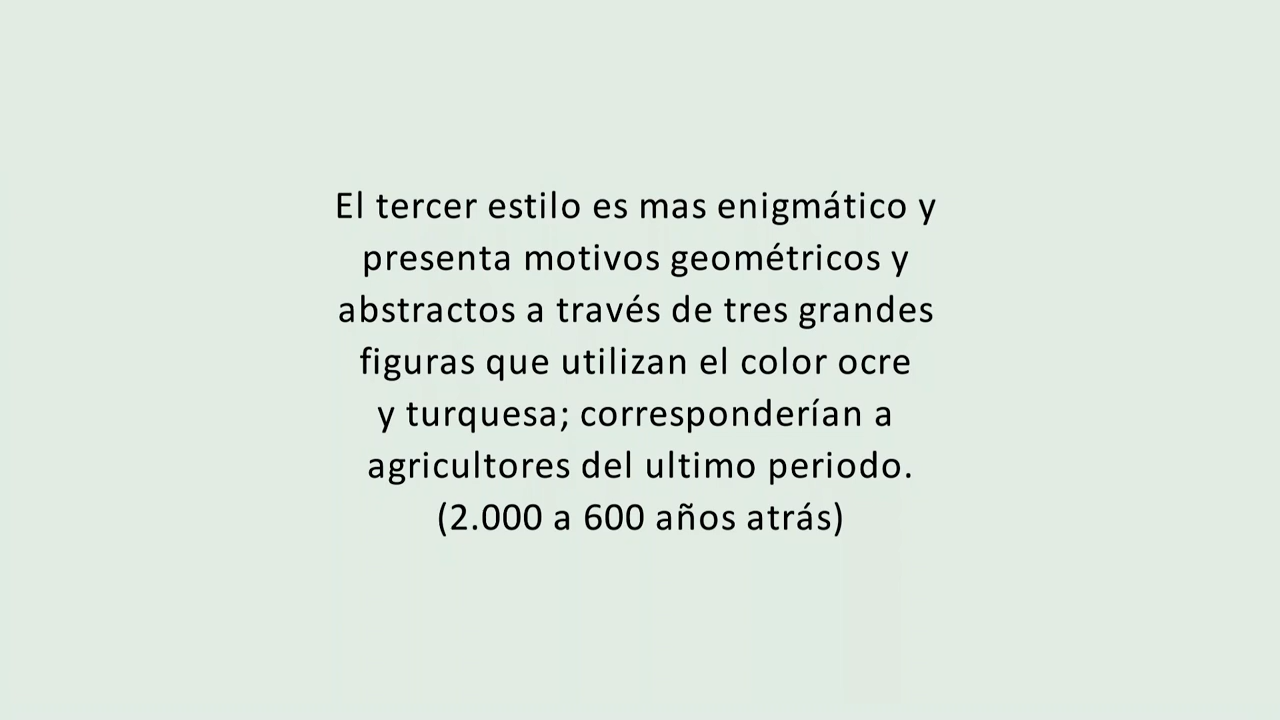 El tercer estilo es mas enigmático y
presenta motivos geométricos y
abstractos a través de tres grandes
figuras que utilizan el color ocre
y turquesa; corresponderían a
agricultores del ultimo periodo.
(2.000 a 600 años atrás)